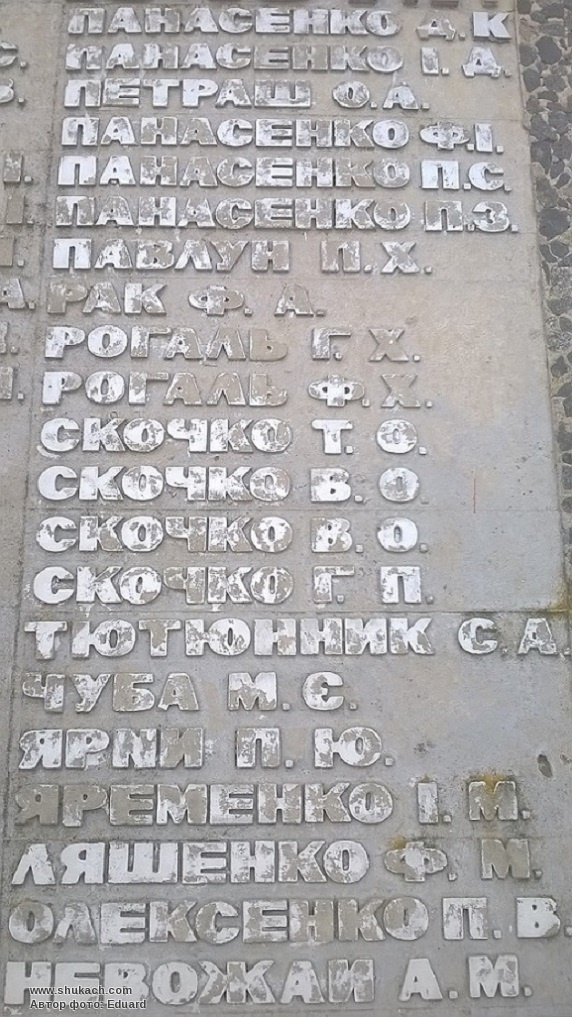 ПАНАСЕНКО Д.К
ПАНАСЕНКО І. Д.
ПЕТРАШ О.А.
ПАНАСЕНКО Ф.І.
ПАНАСЕНКО П.С.
ПАНАСЕНКО П.З.
ПАВЛУН П.Х.
РАК Ф. А.
РОГАЛЬ Г. Х.
РОГАЛЬ Ф.Х.
СКОЧКО Т. О.
СКОЧКО В. О.
СКОЧКО В. О.
СКОЧКО Г. П.
ТЮТЮННИК С.А.
ЧУБА М.Є.
ЯРИЙ П. Ю.
ЯРЕМЕНКО І. М.
ЛЯШЕНКО Ф. М.
ОЛЕКСЕНКО П. В.
НЕВОЖАЙ А. М.
www.shukach.com
Автор фото: Eduard